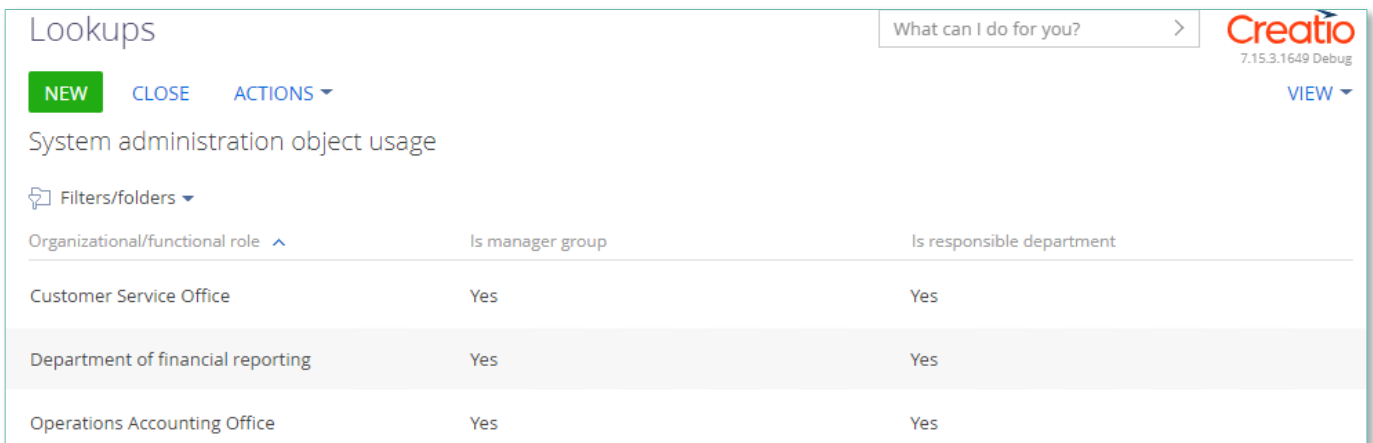 Lookups
What can I do for you?
Creatio
7.15.3.1649 Debug
NEW CLOSE ACTIONS VIEW
System administration object usage
Filters/folders
Organizational/functional role Is manager group Is responsible department
Customer Service Office Yes Yes
Department of financial reporting Yes Yes
Operations Accounting Office Yes Yes